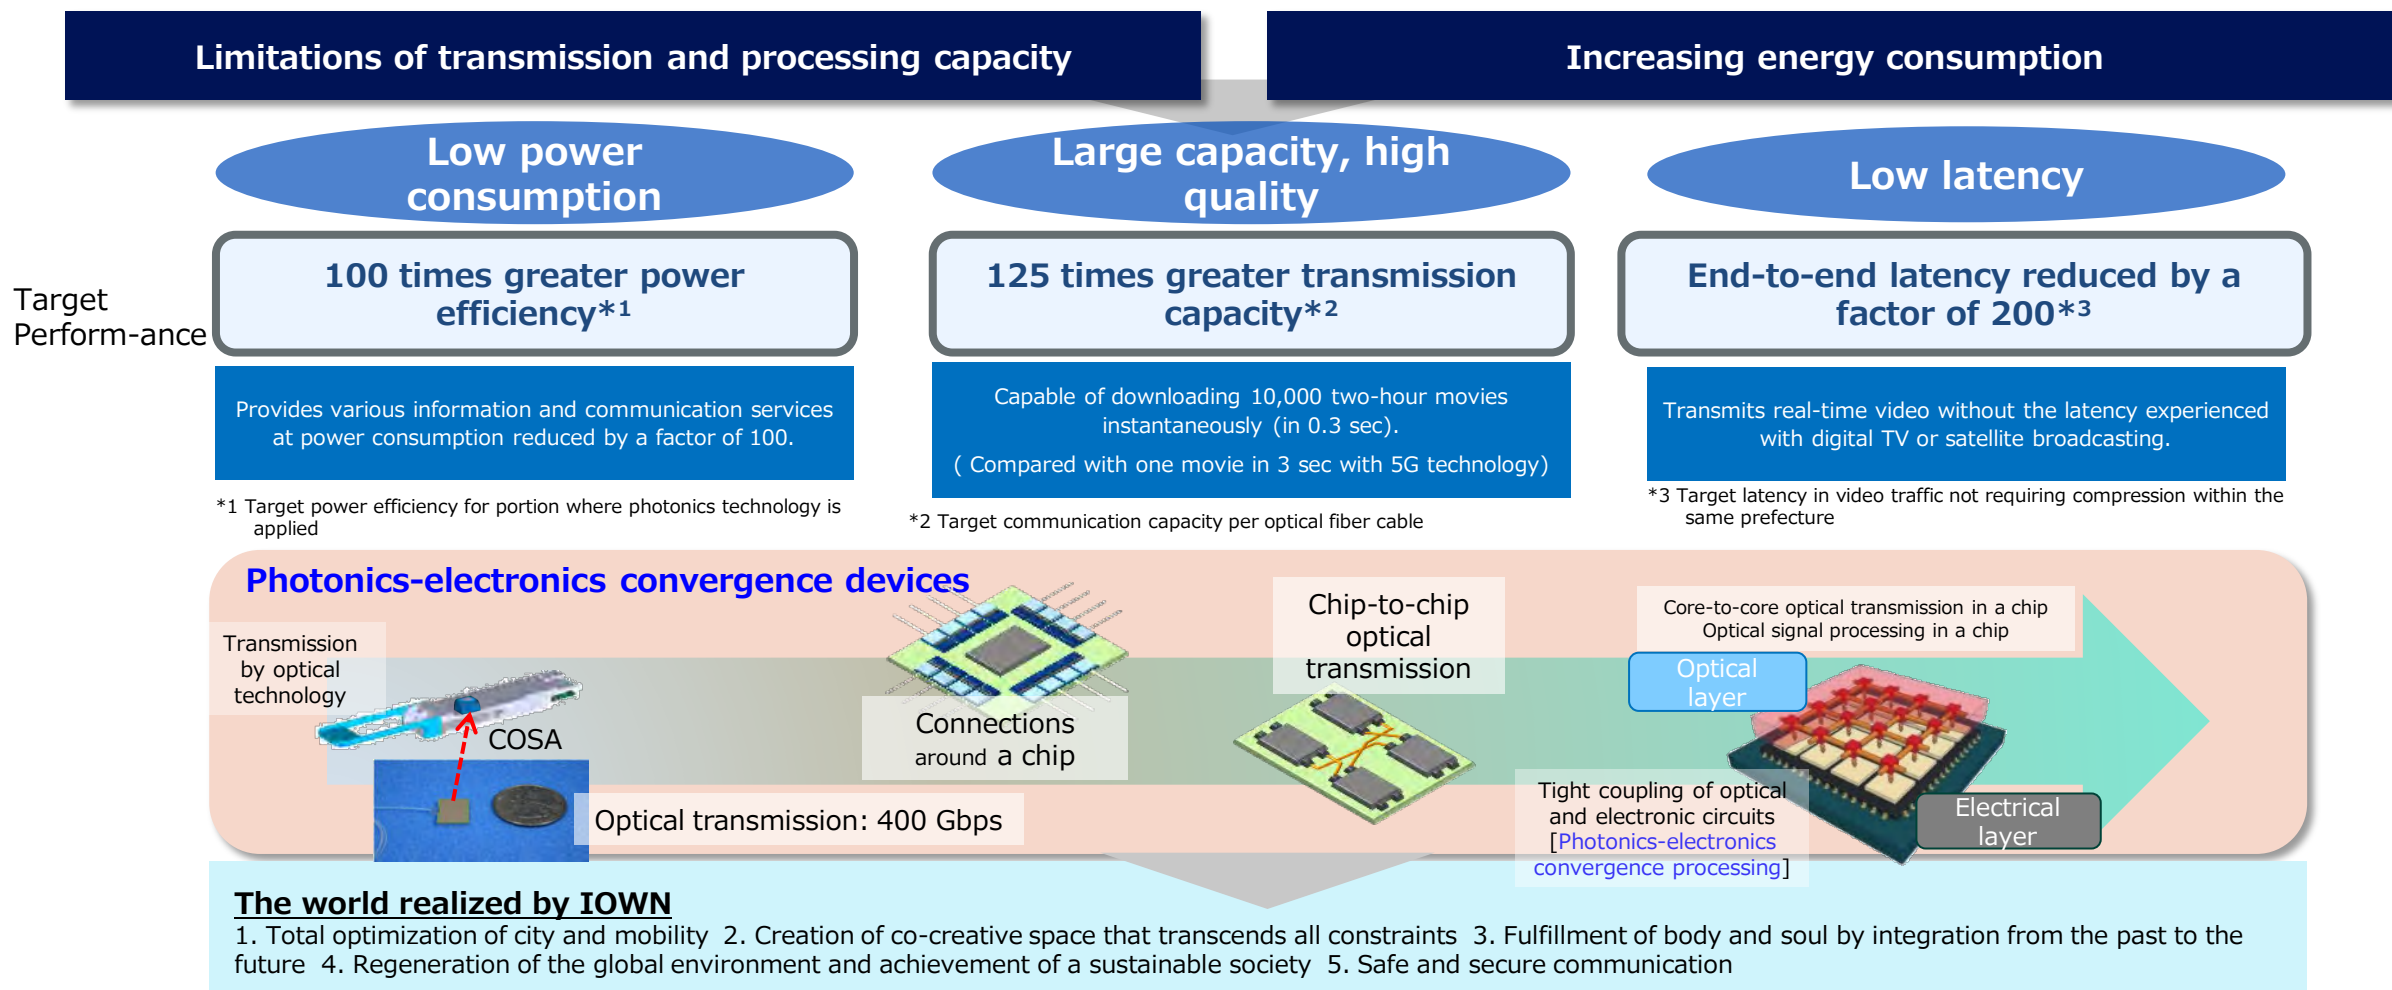 Limitations of transmission and processing capacity
Increasing energy consumption
Low power
consumption
Large capacity, high
quality
Low latency
Target
Perform-ance
100 times greater power
efficiency*1
125 times greater transmission
capacity*2
End-to-end latency reduced by a
factor of 200*3
Provides various information and communication services
at power consumption reduced by a factor of 100.
Capable of downloading 10,000 two-hour movies
instantaneously (in 0.3 sec).
( Compared with one movie in 3 sec with 5G technology)
Transmits real-time video without the latency experienced
with digital TV or satellite broadcasting.
*1 Target power efficiency for portion where photonics technology is
applied
*2 Target communication capacity per optical fiber cable
*3 Target latency in video traffic not requiring compression within the
same prefecture
Photonics-electronics convergence devices
Transmission
by optical
technology
COSA
Optical transmission: 400 Gbps
Connections
around a chip
Chip-to-chip
optical
transmission
Core-to-core optical transmission in a chip
Optical signal processing in a chip
Optical
layer
Tight coupling of optical
and electronic circuits
[Photonics-electronics
convergence processing]
Electrical
layer
The world realized by IOWN
1. Total optimization of city and mobility 2. Creation of co-creative space that transcends all constraints 3. Fulfillment of body and soul by integration from the past to the
future 4. Regeneration of the global environment and achievement of a sustainable society 5. Safe and secure communication